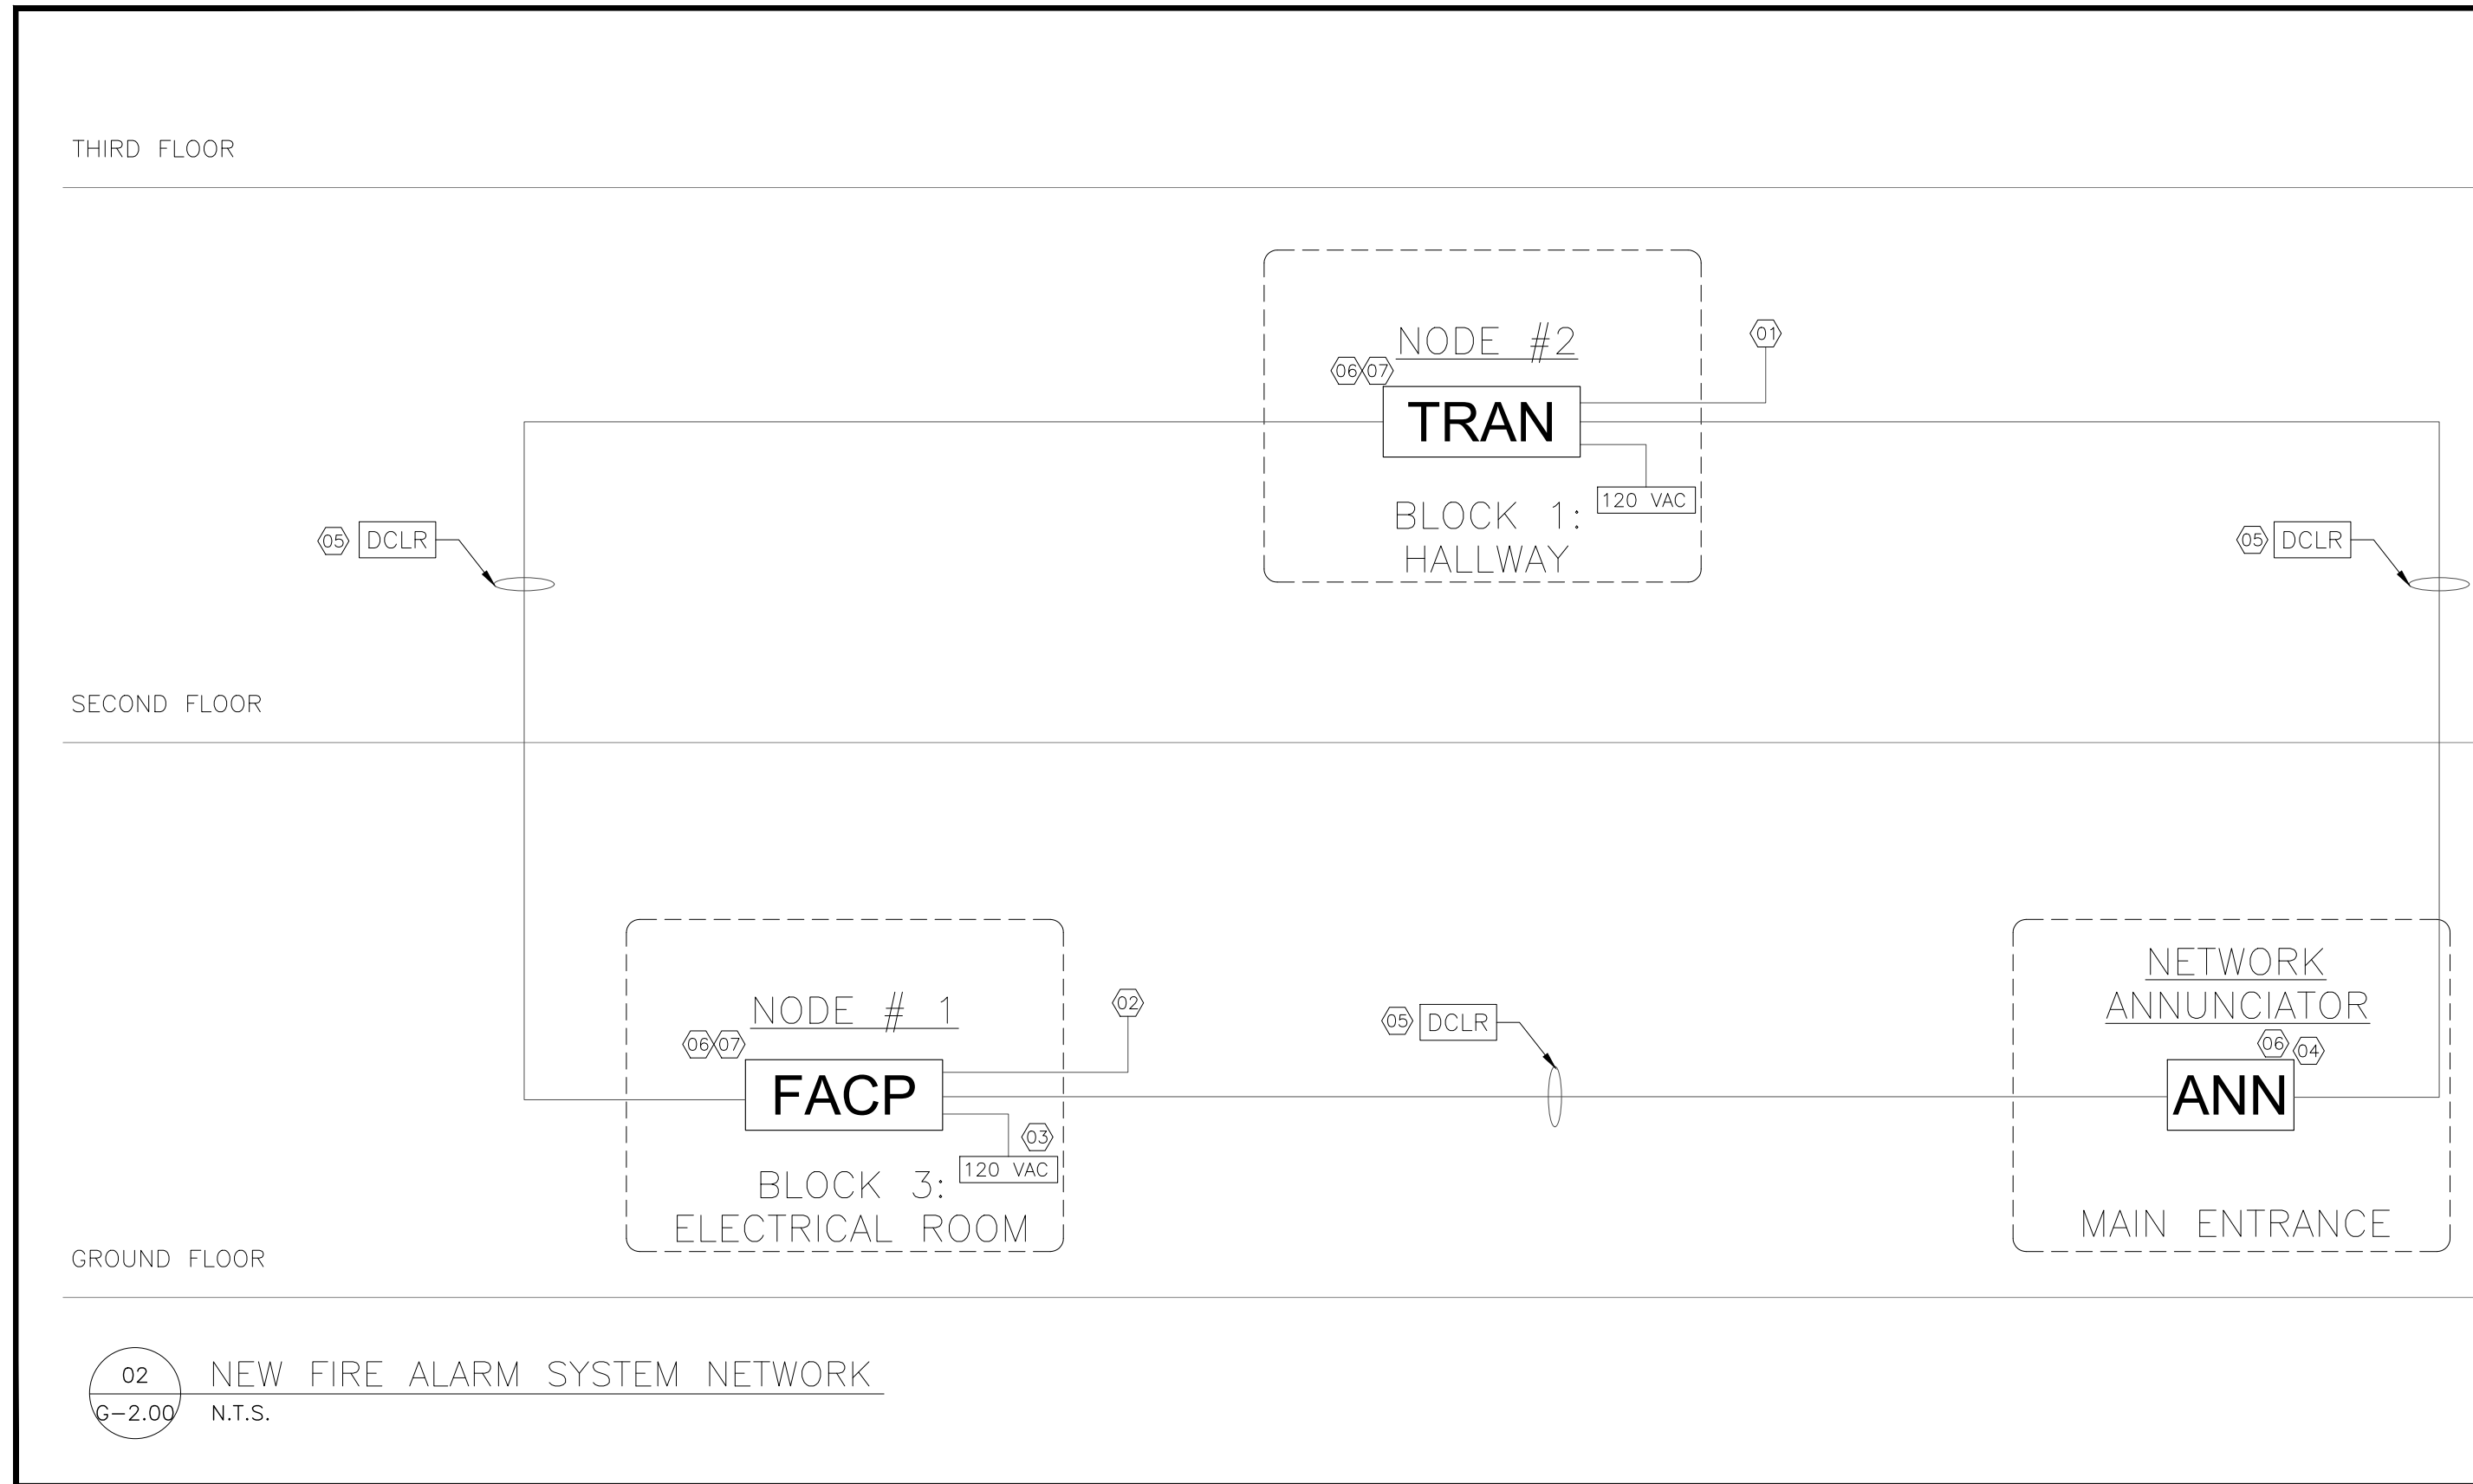 THIRD FLOOR
NODE #2
01
06 07
TRAN
120 VAC
BLOCK 1:
HALLWAY
05 DCLR
05 DCLR
SECOND FLOOR
NODE # 1
02
06 07
FACP
03
120 VAC
BLOCK 3:
ELECTRICAL ROOM
05 DCLR
NETWORK
ANNUNCIATOR
06 04
ANN
MAIN ENTRANCE
GROUND FLOOR
02
G-2.00
NEW FIRE ALARM SYSTEM NETWORK
N.T.S.